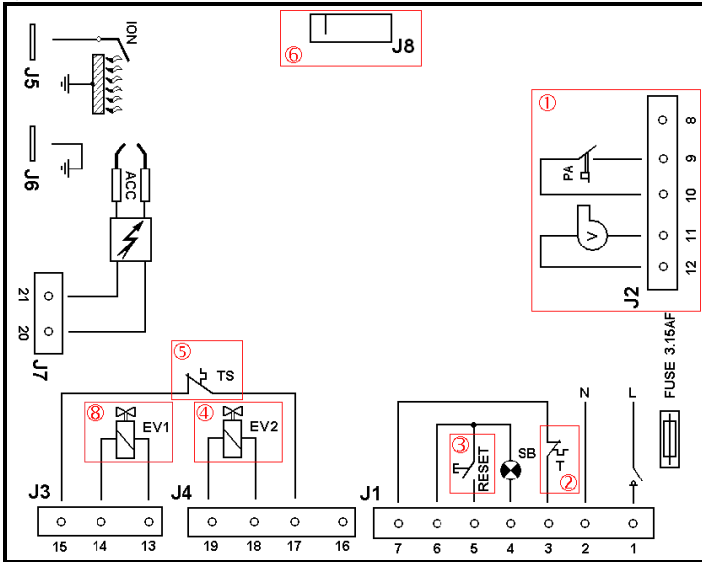 ⑥
J8
ION
J5
J6
ACC
①
8
9
10
11
12
PA
V
J2
21
20
J7
FUSE 3.15AF
⑤
TS
⑧
EV1
④
EV2
③
RESET
SB
T
②
N
L
J3
J4
J1
15
14
13
19
18
17
16
7
6
5
4
3
2
1